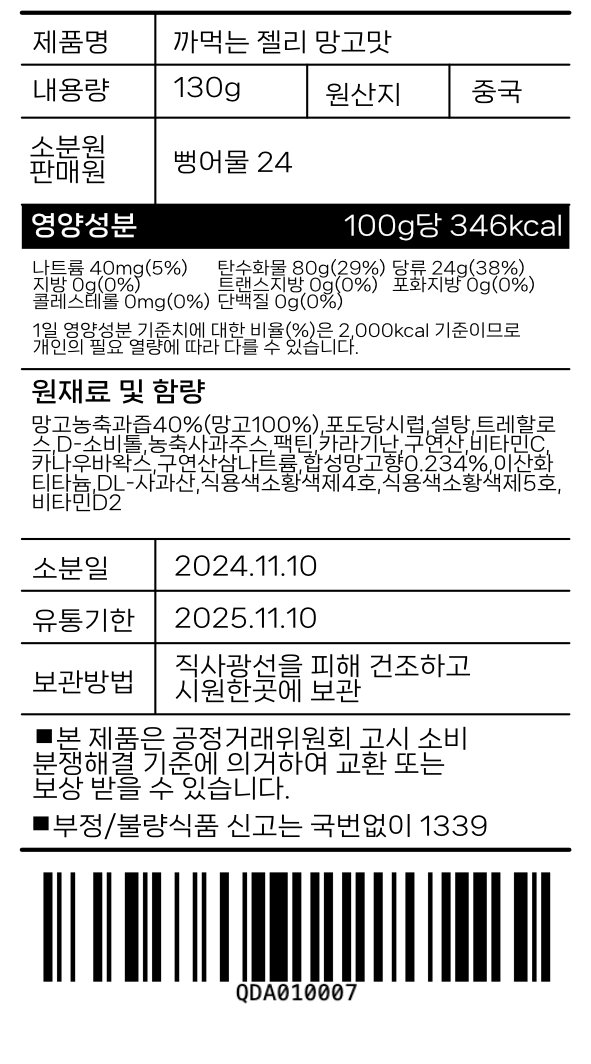 제품명 까먹는 젤리 망고맛
내용량 130g 원산지 중국
소분원
판매원 뻥어물 24
영양성분 100g당 346kcal
나트륨 40mg(5%) 탄수화물 80g(29%) 당류 24g(38%)
지방 0g(0%) 트랜스지방 0g(0%) 포화지방 0g(0%)
콜레스테롤 0mg(0%) 단백질 0g(0%)
1일 영양성분 기준치에 대한 비율(%)은 2,000kcal 기준이므로
개인의 필요 열량에 따라 다를 수 있습니다.
원재료 및 함량
망고농축과즙40%(망고100%),포도당시럽,설탕,트레할로
스,D-소비톨,농축사과주스,팩틴,카라기난,구연산,비타민C,
카나우바왁스,구연산삼나트륨,합성망고향0.234%,이산화
티타늄,DL-사과산,식용색소황색제4호,식용색소황색제5호,
비타민D2
소분일 2024.11.10
유통기한 2025.11.10
보관방법 직사광선을 피해 건조하고
시원한곳에 보관
■본 제품은 공정거래위원회 고시 소비
분쟁해결 기준에 의거하여 교환 또는
보상 받을 수 있습니다.
■부정/불량식품 신고는 국번없이 1339
QDA010007